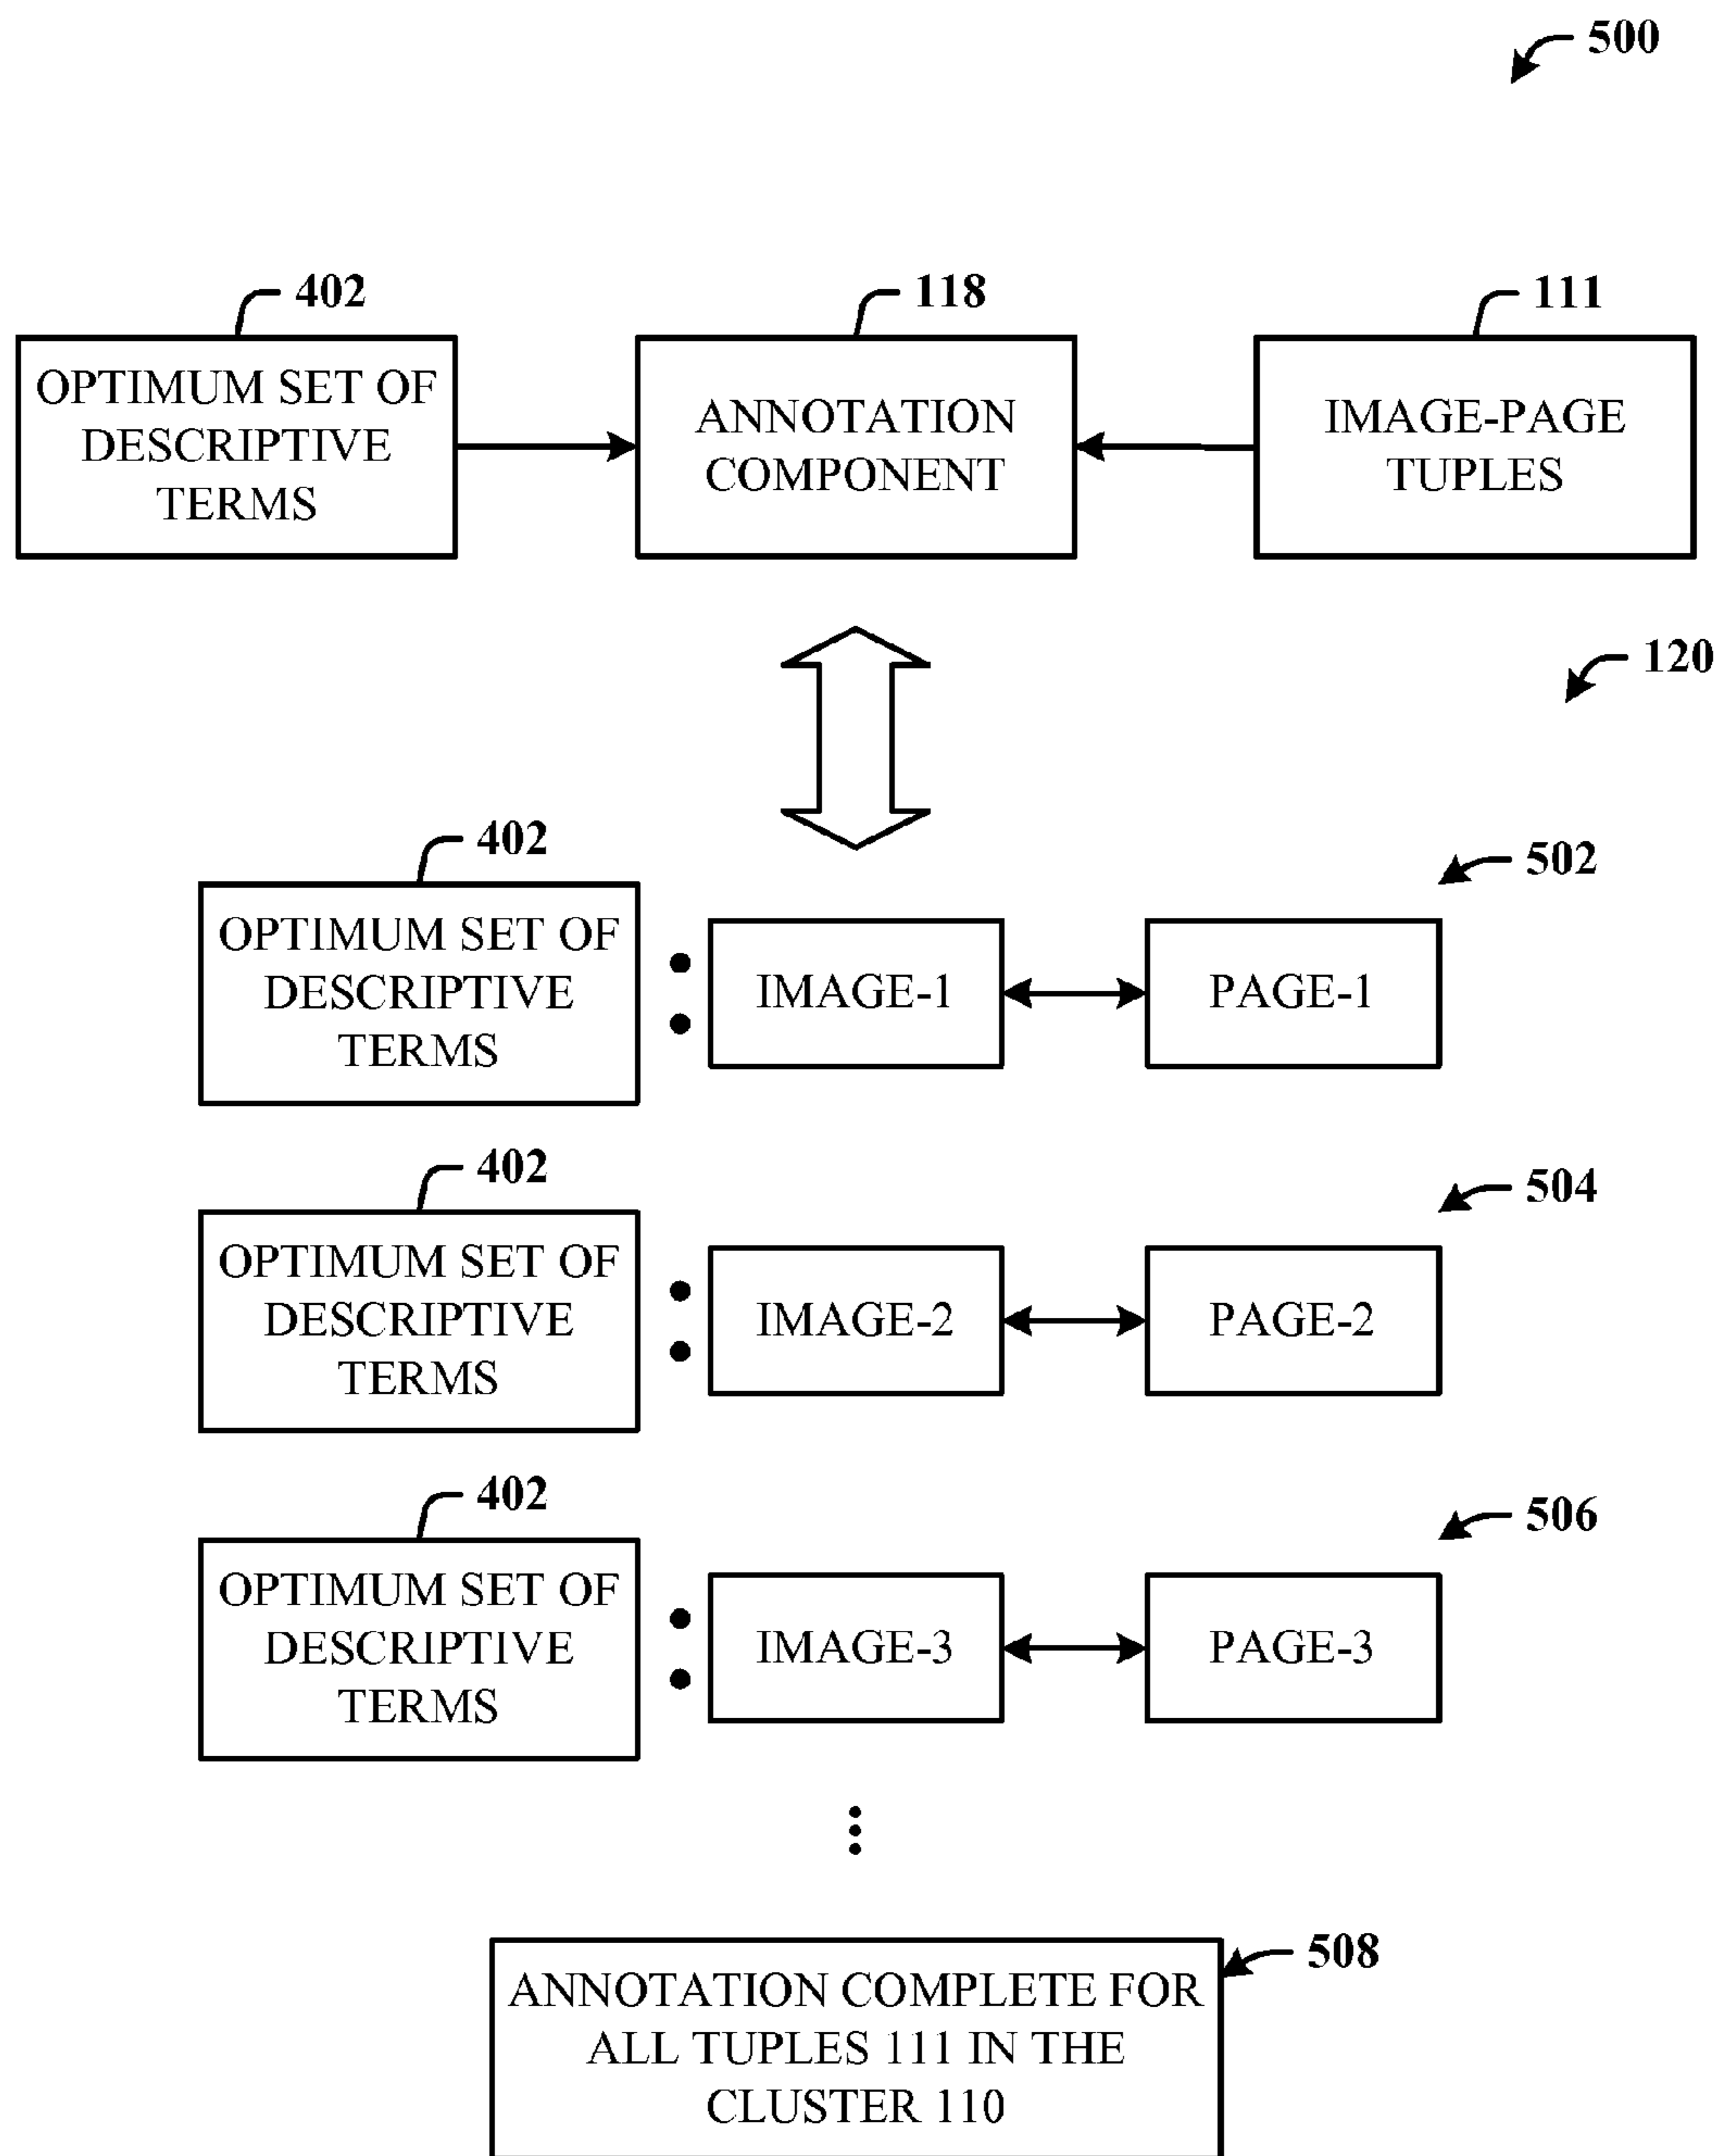 500
402
118
111
OPTIMUM SET OF
DESCRIPTIVE
TERMS
ANNOTATION
COMPONENT
IMAGE-PAGE
TUPLES
120
402
502
OPTIMUM SET OF
DESCRIPTIVE
TERMS
:
IMAGE-1
PAGE-1
402
504
OPTIMUM SET OF
DESCRIPTIVE
TERMS
:
IMAGE-2
PAGE-2
402
506
OPTIMUM SET OF
DESCRIPTIVE
TERMS
:
IMAGE-3
PAGE-3
508
ANNOTATION COMPLETE FOR
ALL TUPLES 111 IN THE
CLUSTER 110